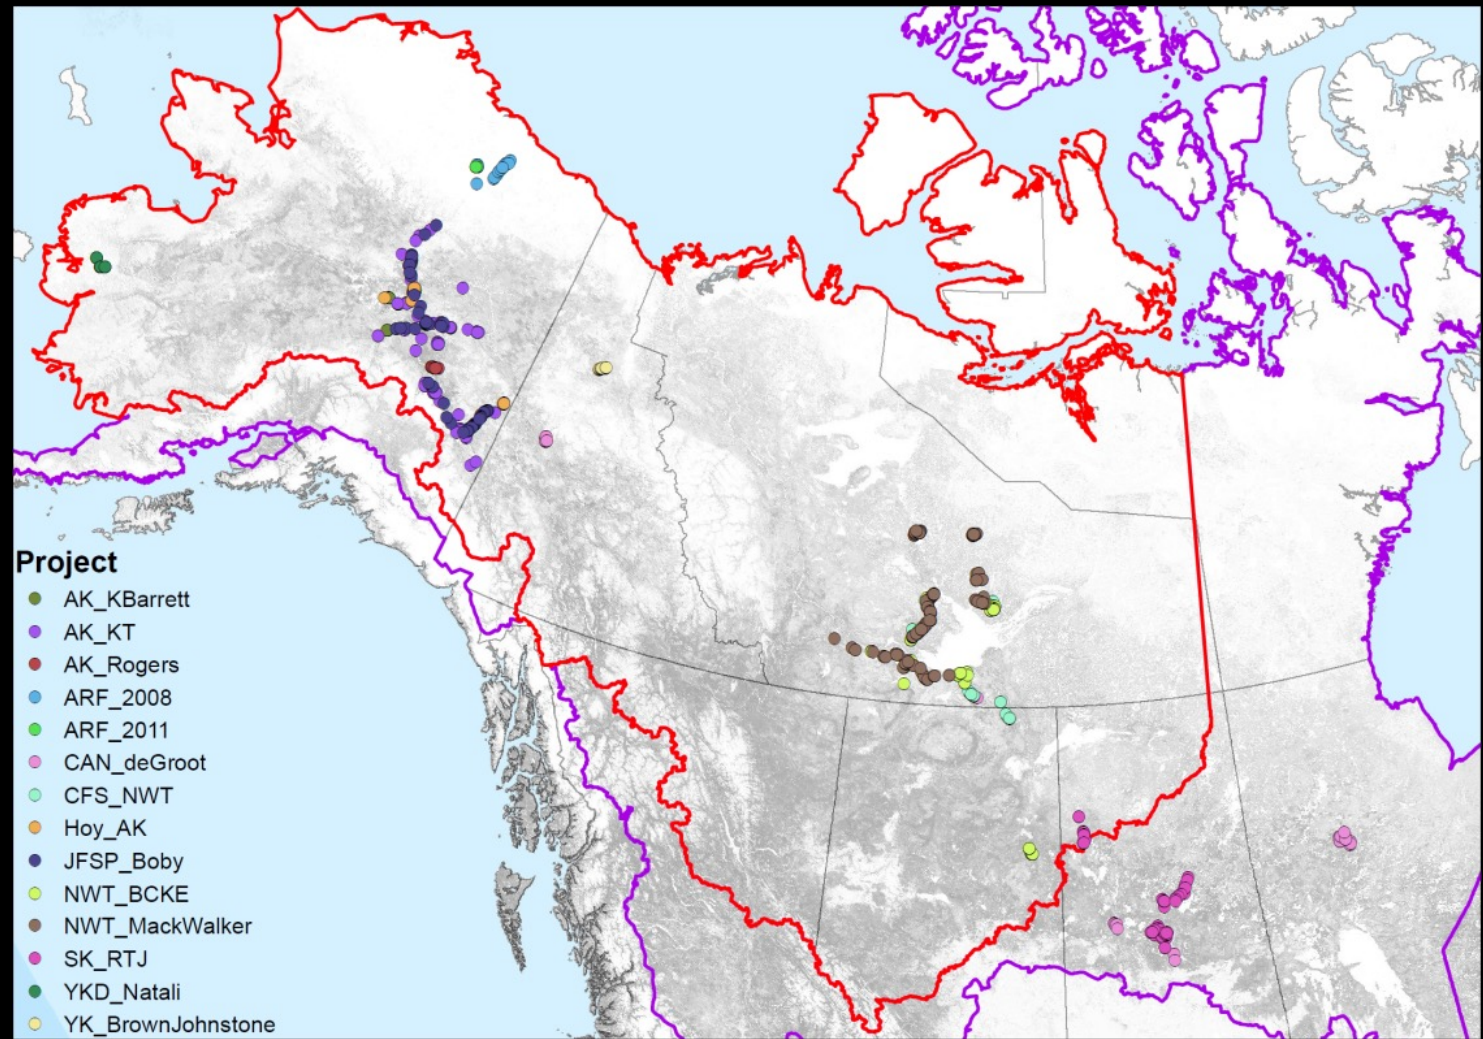 Project
AK_KBarrett
AK_KT
AK_Rogers
ARF_2008
ARF_2011
CAN_deGroot
CFS_NWT
Hoy_AK
JFSP_Boby
NWT_BCKE
NWT_MackWalker
SK_RTJ
YKD_Natali
YK_BrownJohnstone